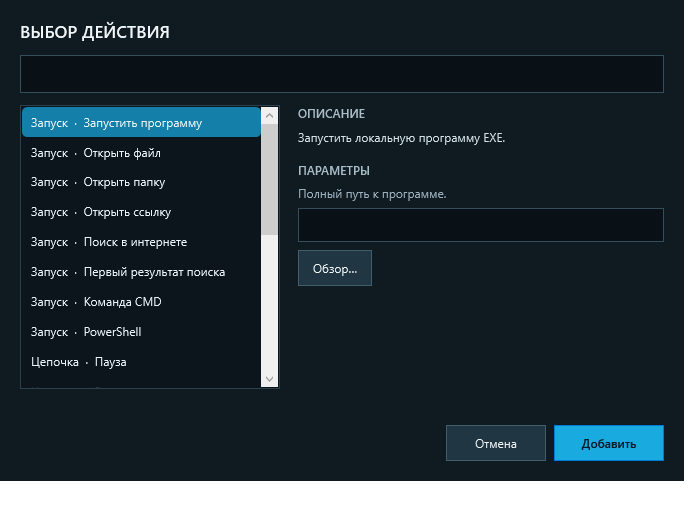 ВЫБОР ДЕЙСТВИЯ
Запуск · Запустить программу
Запуск · Открыть файл
Запуск · Открыть папку
Запуск · Открыть ссылку
Запуск · Поиск в интернете
Запуск · Первый результат поиска
Запуск · Команда CMD
Запуск · PowerShell
Цепочка · Пауза
ОПИСАНИЕ
Запустить локальную программу EXE.
ПАРАМЕТРЫ
Полный путь к программе.
Обзор...
Отмена
Добавить